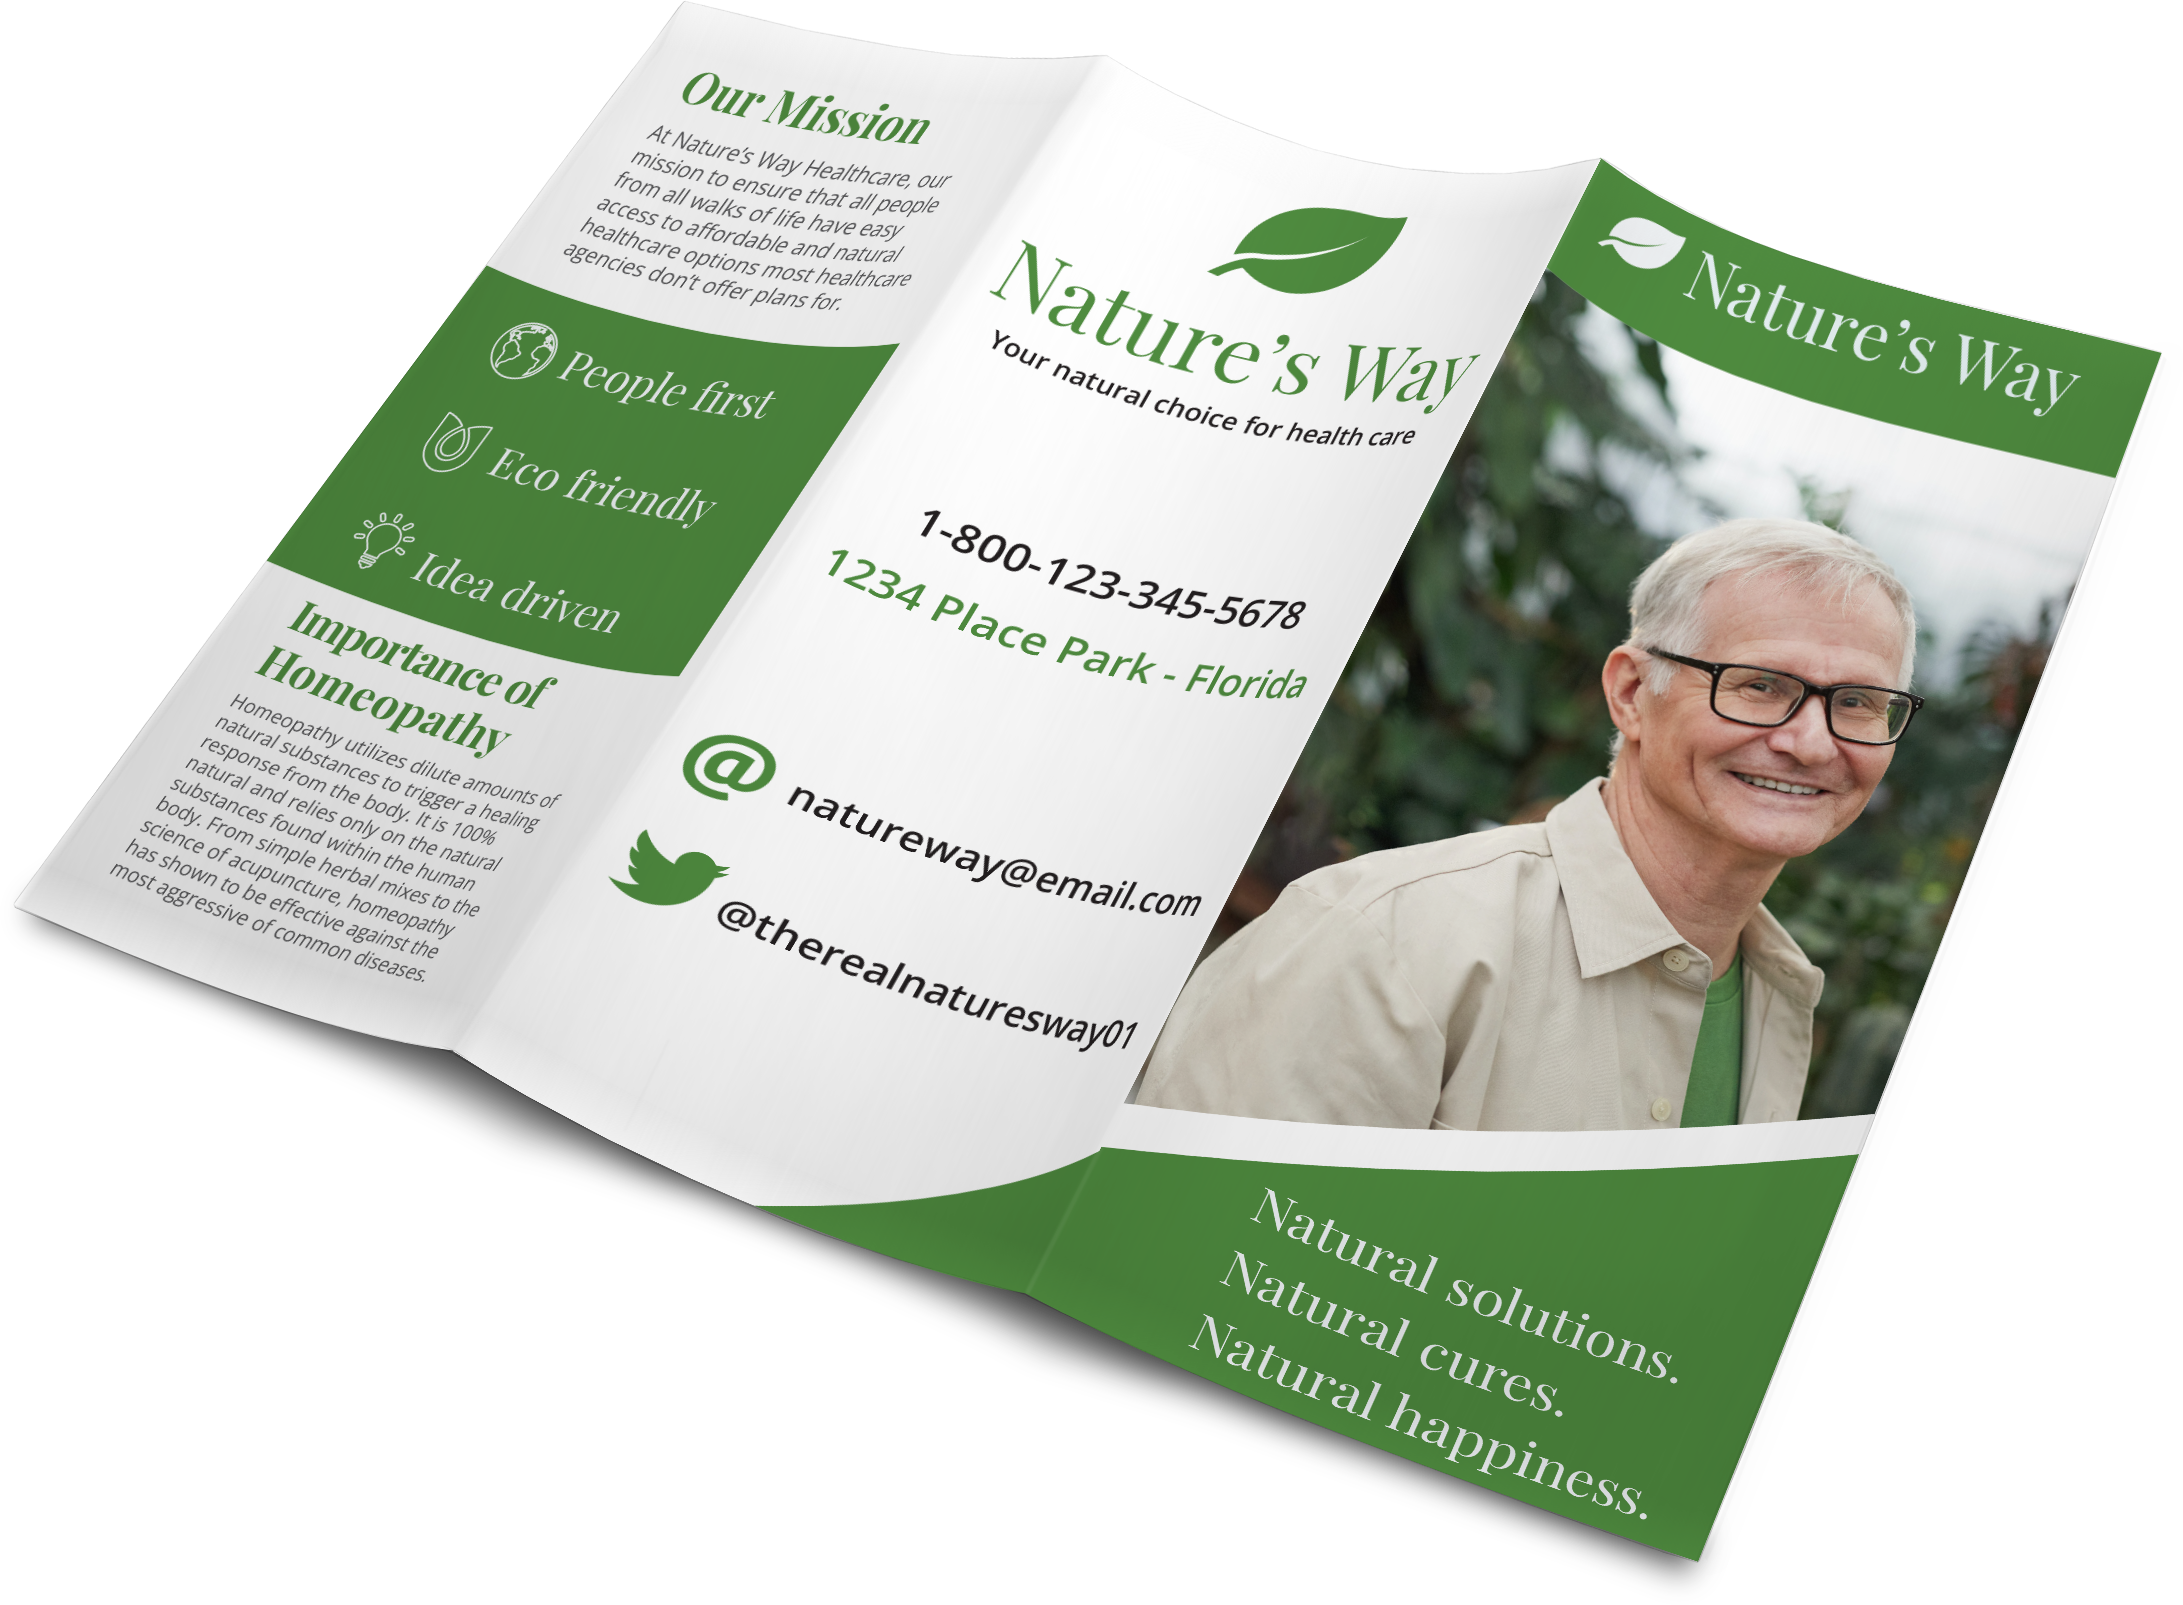 Our Mission
At Nature's Way Healthcare, our
mission to ensure that all people
from all walks of life have easy
access to affordable and natural
healthcare options most healthcare
agencies don't offer plans for.
People first
Eco friendly
Idea driven
Importance of
Homeopathy
Homeopathy utilizes dilute amounts of
natural substances to trigger a healing
response from the body. It is 100%
natural and relies only on the natural
substances found within the human
body. From simple herbal mixes to the
science of acupuncture, homeopathy
has shown to be effective against the
most aggressive of common diseases.
Nature's Way
Your natural choice for health care
1-800-123-345-5678
1234 Place Park - Florida
@ natureway@email.com
@therealnaturesway01
Nature's Way
Natural solutions.
Natural cures.
Natural happiness.